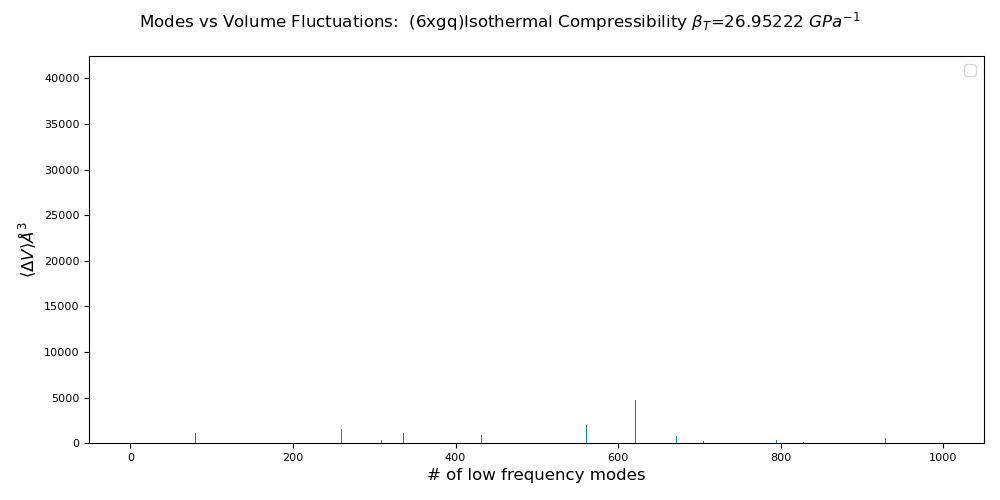 Modes vs Volume Fluctuations:  (6xgq)Isothermal Compressibility β_T=26.95222 GPa⁻¹
40000
35000
30000
25000
20000
15000
10000
5000
0
⟨ΔV⟩Å³
0 200 400 600 800 1000
# of low frequency modes